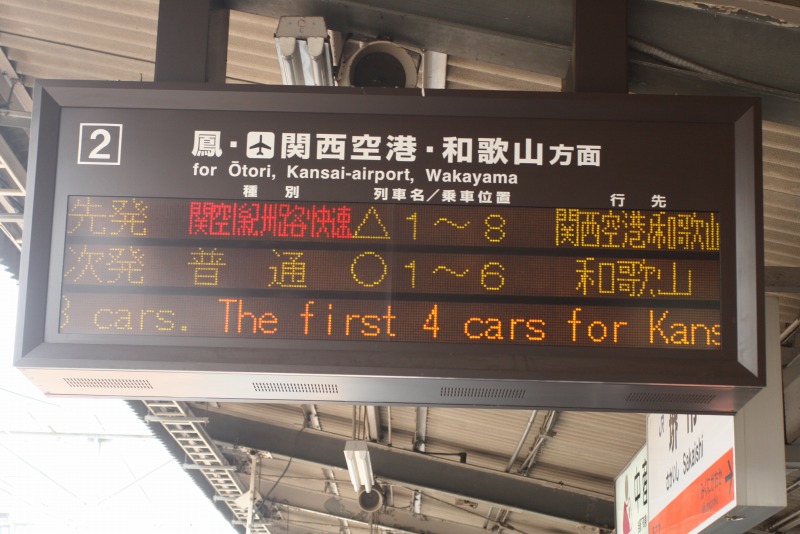 2
鳳・関西空港・和歌山方面
for Ōtori, Kansai-airport, Wakayama
種別 列車名/乗車位置 行先
先発 関空紀州路快速 △1～8 関西空港/和歌山
次発 普通 ○1～6 和歌山
cars. The first 4 cars for Kans
Sakaishi